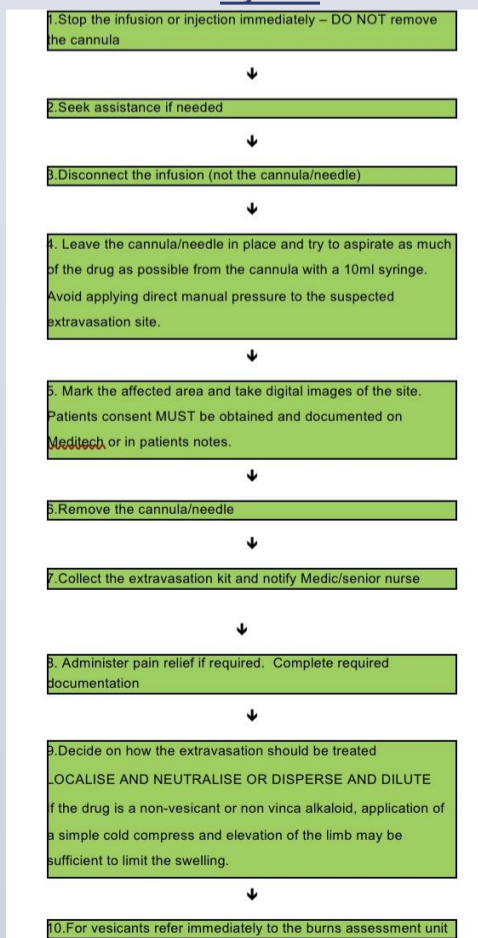 1.Stop the infusion or injection immediately – DO NOT remove
the cannula
2.Seek assistance if needed
3.Disconnect the infusion (not the cannula/needle)
4. Leave the cannula/needle in place and try to aspirate as much
of the drug as possible from the cannula with a 10ml syringe.
Avoid applying direct manual pressure to the suspected
extravasation site.
5. Mark the affected area and take digital images of the site.
Patients consent MUST be obtained and documented on
Meditech or in patients notes.
6.Remove the cannula/needle
7.Collect the extravasation kit and notify Medic/senior nurse
8. Administer pain relief if required.  Complete required
documentation
9.Decide on how the extravasation should be treated
LOCALISE AND NEUTRALISE OR DISPERSE AND DILUTE
If the drug is a non-vesicant or non vinca alkaloid, application of
a simple cold compress and elevation of the limb may be
sufficient to limit the swelling.
10.For vesicants refer immediately to the burns assessment unit